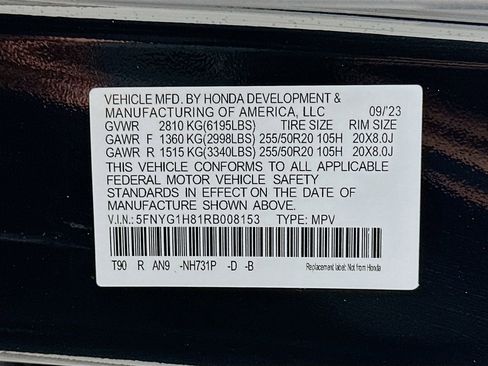 VEHICLE MFD. BY HONDA DEVELOPMENT &
MANUFACTURING OF AMERICA, LLC 09/'23
GVWR 2810 KG(6195LBS) TIRE SIZE RIM SIZE
GAWR F 1360 KG(2998LBS) 255/50R20 105H 20X8.0J
GAWR R 1515 KG(3340LBS) 255/50R20 105H 20X8.0J
THIS VEHICLE CONFORMS TO ALL APPLICABLE
FEDERAL MOTOR VEHICLE SAFETY
STANDARDS IN EFFECT ON THE DATE OF
MANUFACTURE SHOWN ABOVE.
V.I.N.: 5FNYG1H81RB008153 TYPE: MPV
T90 R AN9 -NH731P -D -B
Replacement label: Not from Honda